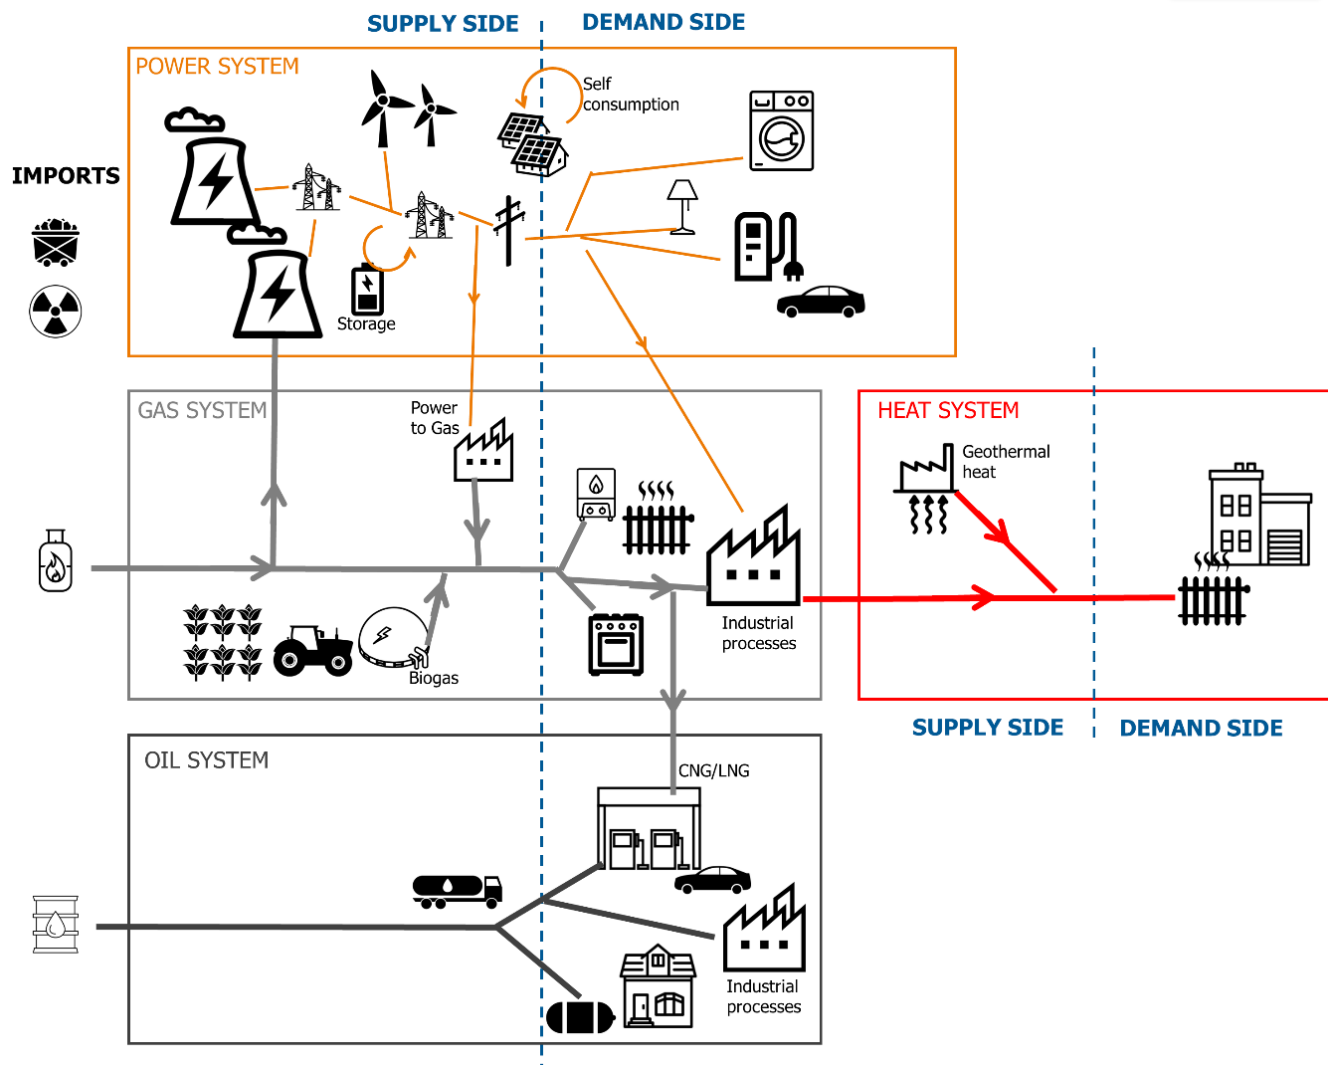 SUPPLY SIDE
DEMAND SIDE
POWER SYSTEM
Self
consumption
IMPORTS
Storage
GAS SYSTEM
Power
to Gas
HEAT SYSTEM
Geothermal
heat
Industrial
processes
Biogas
SUPPLY SIDE
DEMAND SIDE
OIL SYSTEM
CNG/LNG
Industrial
processes